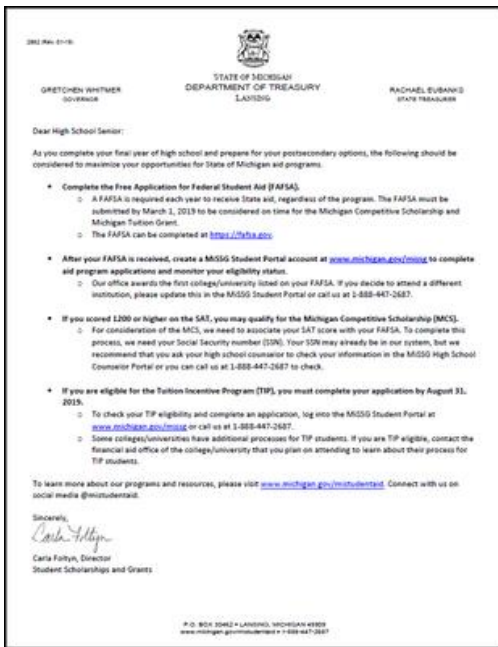 2862 (Rev. 01-19)
STATE OF MICHIGAN
GRETCHEN WHITMER
DEPARTMENT OF TREASURY
RACHAEL EUBANKS
GOVERNOR
LANSING
STATE TREASURER
Dear High School Senior:
As you complete your final year of high school and prepare for your postsecondary options, the following should be
considered to maximize your opportunities for State of Michigan aid programs.
• Complete the Free Application for Federal Student Aid (FAFSA).
o A FAFSA is required each year to receive State aid, regardless of the program. The FAFSA must be
submitted by March 1, 2019 to be considered on time for the Michigan Competitive Scholarship and
Michigan Tuition Grant.
o The FAFSA can be completed at https://fafsa.gov.
• After your FAFSA is received, create a MiSSG Student Portal account at www.michigan.gov/missg to complete
aid program applications and monitor your eligibility status.
o Our office awards the first college/university listed on your FAFSA. If you decide to attend a different
institution, please update this in the MiSSG Student Portal or call us at 1-888-447-2687.
• If you scored 1200 or higher on the SAT, you may qualify for the Michigan Competitive Scholarship (MCS).
o For consideration of the MCS, we need to associate your SAT score with your FAFSA. To complete this
process, we need your Social Security number (SSN). Your SSN may already be in our system, but we
recommend that you ask your high school counselor to check your information in the MiSSG High School
Counselor Portal or you can call us at 1-888-447-2687 to check.
• If you are eligible for the Tuition Incentive Program (TIP), you must complete your application by August 31,
2019.
o To check your TIP eligibility and complete an application, log into the MiSSG Student Portal at
www.michigan.gov/missg or call us at 1-888-447-2687.
o Some colleges/universities have additional processes for TIP students. If you are TIP eligible, contact the
financial aid office of the college/university that you plan on attending to learn about their process for
TIP students.
To learn more about our programs and resources, please visit www.michigan.gov/mistudentaid. Connect with us on
social media @mistudentaid.
Sincerely,
Carla Foltyn
Carla Foltyn, Director
Student Scholarships and Grants
P.O. BOX 30462 • LANSING, MICHIGAN 48909
www.michigan.gov/mistudentaid • 1-888-447-2687